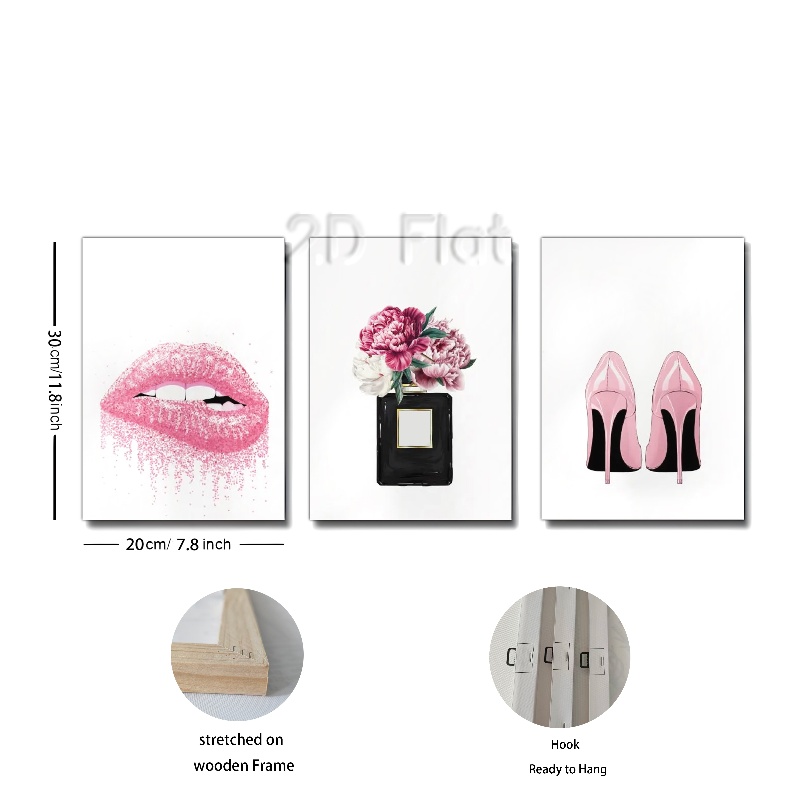 2D Flat
30cm/11.8inch
20cm/ 7.8 inch
stretched on
wooden Frame
Hook
Ready to Hang